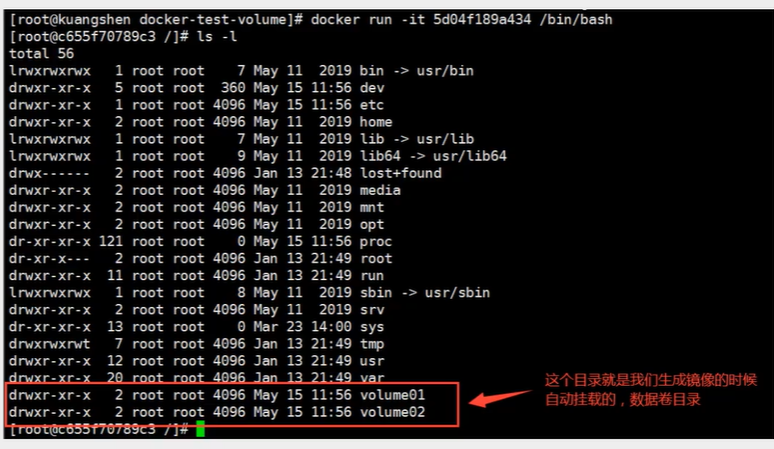 [root@kuangshen docker-test-volume]# docker run -it 5d04f189a434 /bin/bash
[root@c655f70789c3 /]# ls -l
total 56
lrwxrwxrwx   1 root root    7 May 11  2019 bin -> usr/bin
drwxr-xr-x   5 root root  360 May 15 11:56 dev
drwxr-xr-x   1 root root 4096 May 15 11:56 etc
drwxr-xr-x   2 root root 4096 May 11  2019 home
lrwxrwxrwx   1 root root    7 May 11  2019 lib -> usr/lib
lrwxrwxrwx   1 root root    9 May 11  2019 lib64 -> usr/lib64
drwx------   2 root root 4096 Jan 13 21:48 lost+found
drwxr-xr-x   2 root root 4096 May 11  2019 media
drwxr-xr-x   2 root root 4096 May 11  2019 mnt
drwxr-xr-x   2 root root 4096 May 11  2019 opt
dr-xr-xr-x 121 root root    0 May 15 11:56 proc
dr-xr-x---   2 root root 4096 Jan 13 21:49 root
drwxr-xr-x  11 root root 4096 Jan 13 21:49 run
lrwxrwxrwx   1 root root    8 May 11  2019 sbin -> usr/sbin
drwxr-xr-x   2 root root 4096 May 11  2019 srv
dr-xr-xr-x  13 root root    0 Mar 23 14:00 sys
drwxrwxrwt   7 root root 4096 Jan 13 21:49 tmp
drwxr-xr-x  12 root root 4096 Jan 13 21:49 usr
drwxr-xr-x  20 root root 4096 Jan 13 21:49 var
drwxr-xr-x   2 root root 4096 May 15 11:56 volume01
drwxr-xr-x   2 root root 4096 May 15 11:56 volume02
[root@c655f70789c3 /]#
这个目录就是我们生成镜像的时候
自动挂载的，数据卷目录